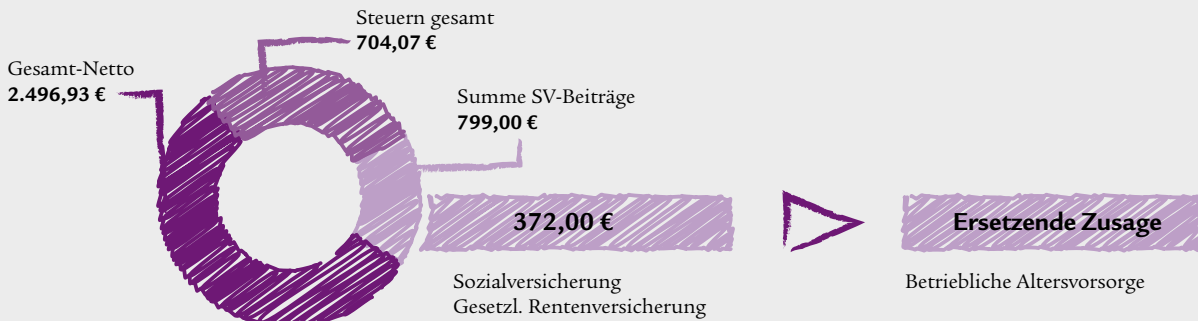 Steuern gesamt
704,07 €
Gesamt-Netto
2.496,93 €
Summe SV-Beiträge
799,00 €
372,00 €
Ersetzende Zusage
Sozialversicherung
Gesetzl. Rentenversicherung
Betriebliche Altersvorsorge